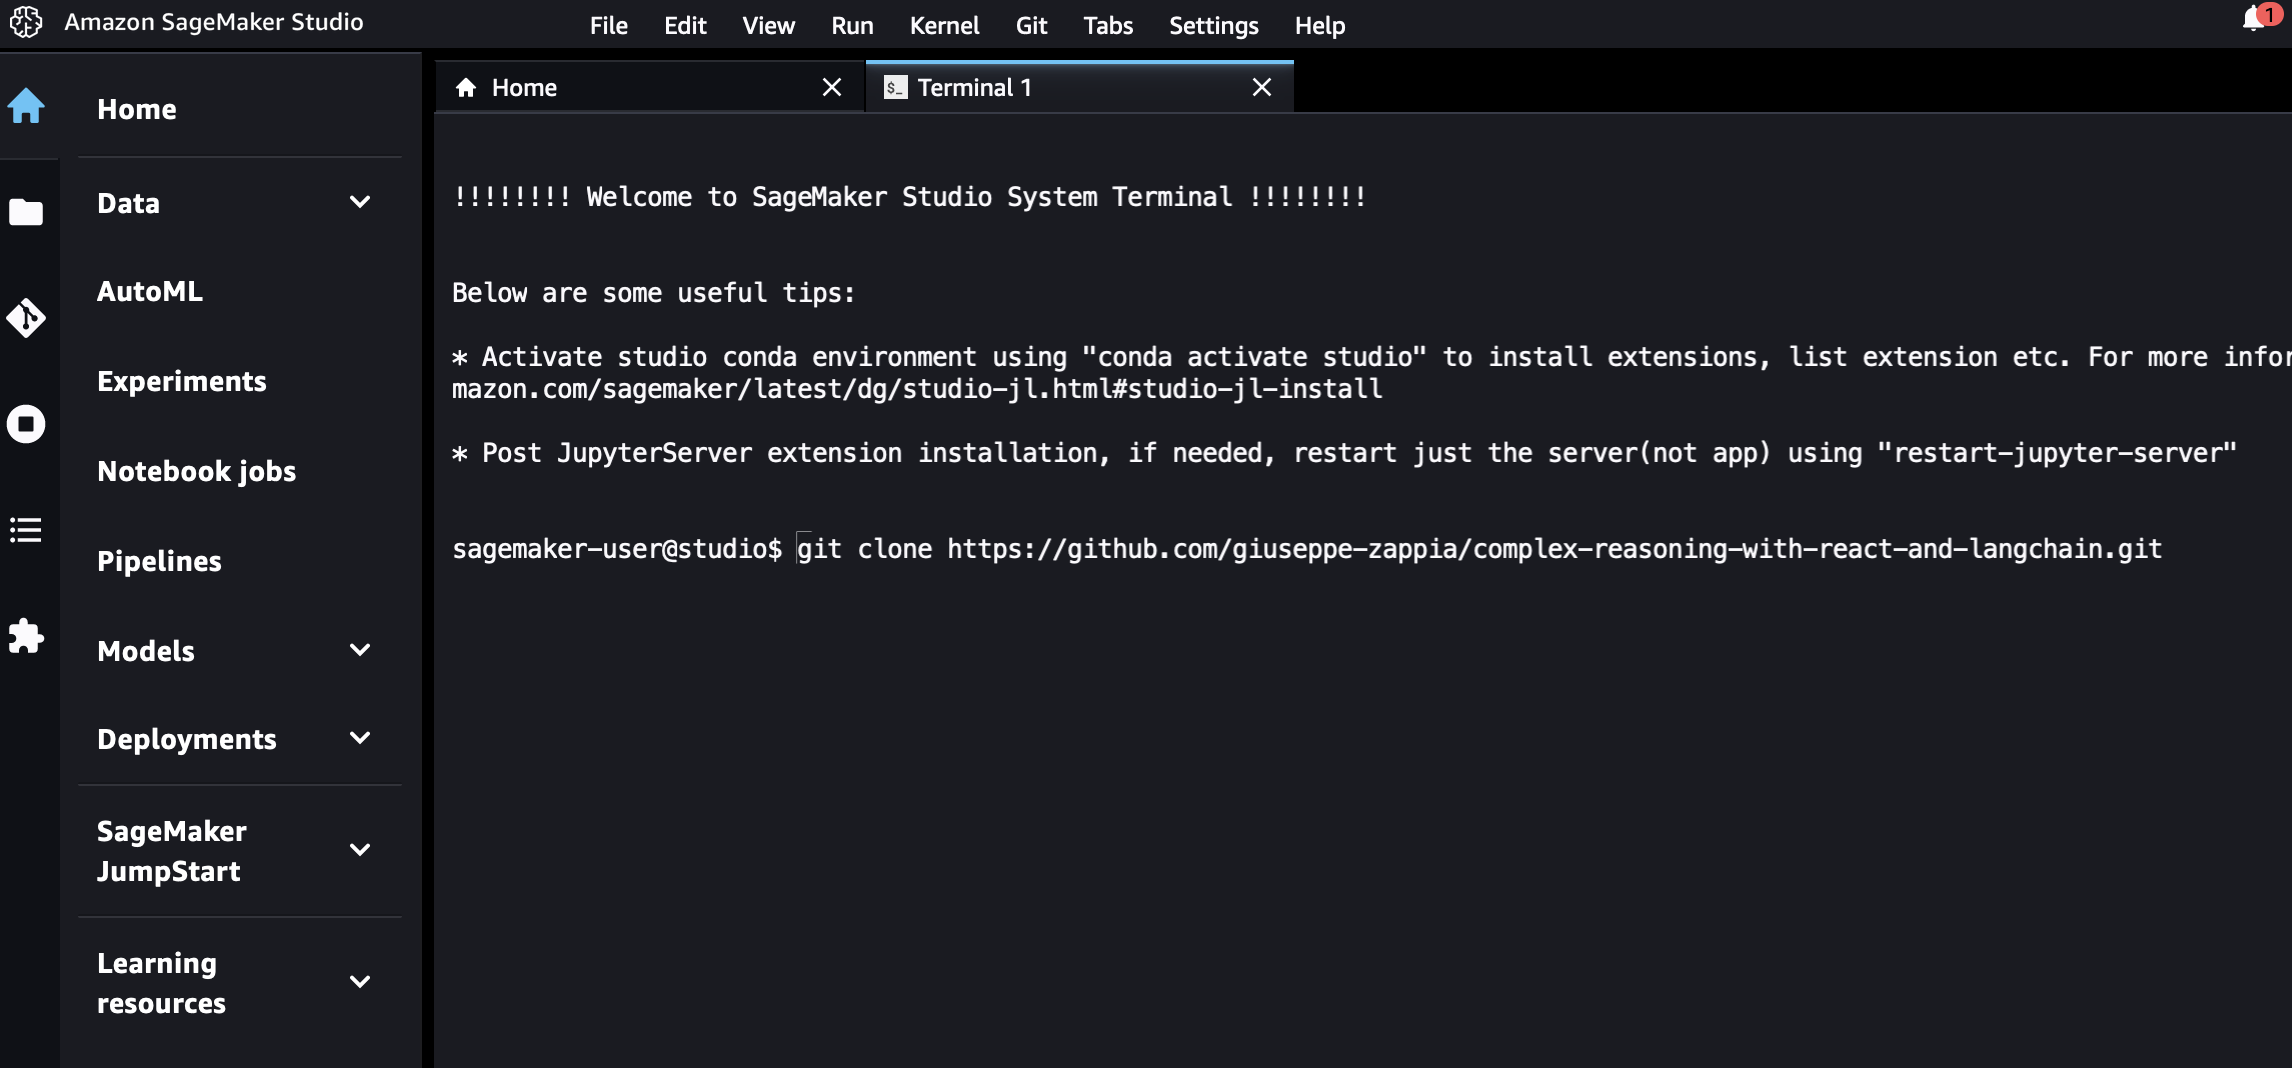 Amazon SageMaker Studio
File Edit View Run Kernel Git Tabs Settings Help
1
Home
Data
AutoML
Experiments
Notebook jobs
Pipelines
Models
Deployments
SageMaker
JumpStart
Learning
resources
Home
$_ Terminal 1
!!!!!!!! Welcome to SageMaker Studio System Terminal !!!!!!!!
Below are some useful tips:
* Activate studio conda environment using "conda activate studio" to install extensions, list extension etc. For more infor
mazon.com/sagemaker/latest/dg/studio-jl.html#studio-jl-install
* Post JupyterServer extension installation, if needed, restart just the server(not app) using "restart-jupyter-server"
sagemaker-user@studio$ git clone https://github.com/giuseppe-zappia/complex-reasoning-with-react-and-langchain.git